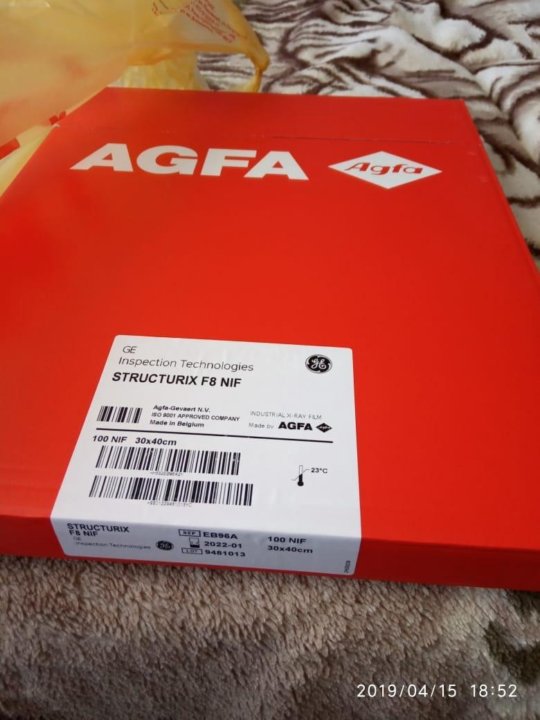 AGFA Agfa
GE
Inspection Technologies
STRUCTURIX F8 NIF
Agfa-Gevaert N.V.
ISO 9001 APPROVED COMPANY
Made in Belgium
INDUSTRIAL X-RAY FILM
Made by AGFA
100 NIF 30x40cm
23°C
STRUCTURIX
F8 NIF
GE
Inspection Technologies
REF EB96A
2022-01
LOT 9481013
100 NIF
30x40cm
2019/04/15 18:52